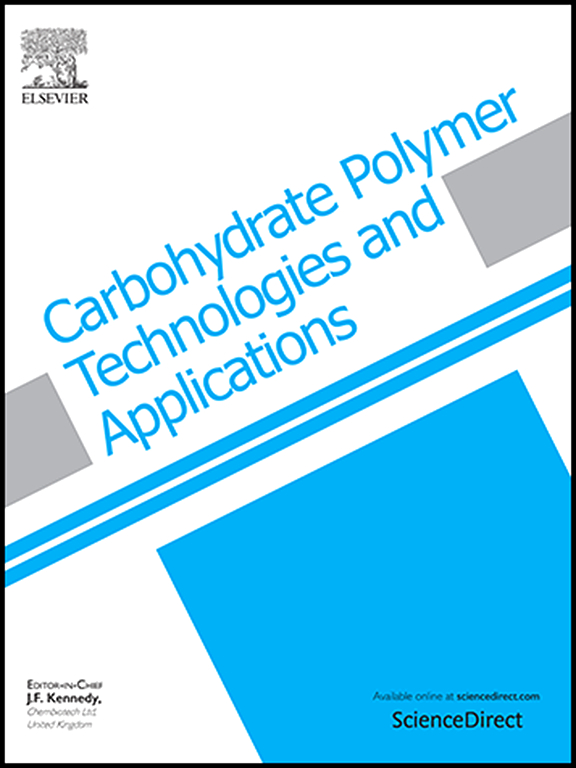 ELSEVIER
Carbohydrate Polymer
Technologies and
Applications
EDITOR-IN-CHIEF
J.F. Kennedy,
Chembiotech Ltd,
United Kingdom
Available online at sciencedirect.com
ScienceDirect